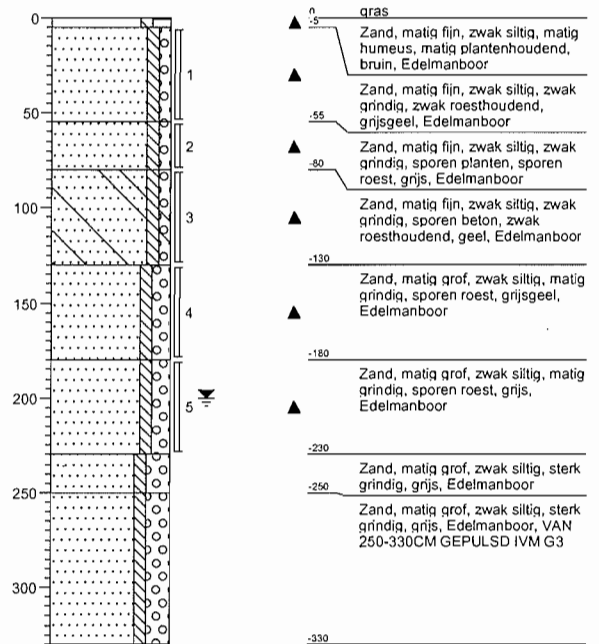 0
gras
0
-5
Zand, matig fijn, zwak siltig, matig
humeus, matig plantenhoudend,
bruin, Edelmanboor
1
Zand, matig fijn, zwak siltig, zwak
grindig, zwak roesthoudend,
grijsgeel, Edelmanboor
50
-55
2
Zand, matig fijn, zwak siltig, zwak
grindig, sporen planten, sporen
roest, grijs, Edelmanboor
-80
3
100
Zand, matig fijn, zwak siltig, zwak
grindig, sporen beton, zwak
roesthoudend, geel, Edelmanboor
-130
Zand, matig grof, zwak siltig, matig
grindig, sporen roest, grijsgeel,
Edelmanboor
150
4
-180
Zand, matig grof, zwak siltig, matig
grindig, sporen roest, grijs,
Edelmanboor
200
5
-230
Zand, matig grof, zwak siltig, sterk
grindig, grijs, Edelmanboor
250
-250
Zand, matig grof, zwak siltig, sterk
grindig, grijs, Edelmanboor, VAN
250-330CM GEPULSD IVM G3
300
-330